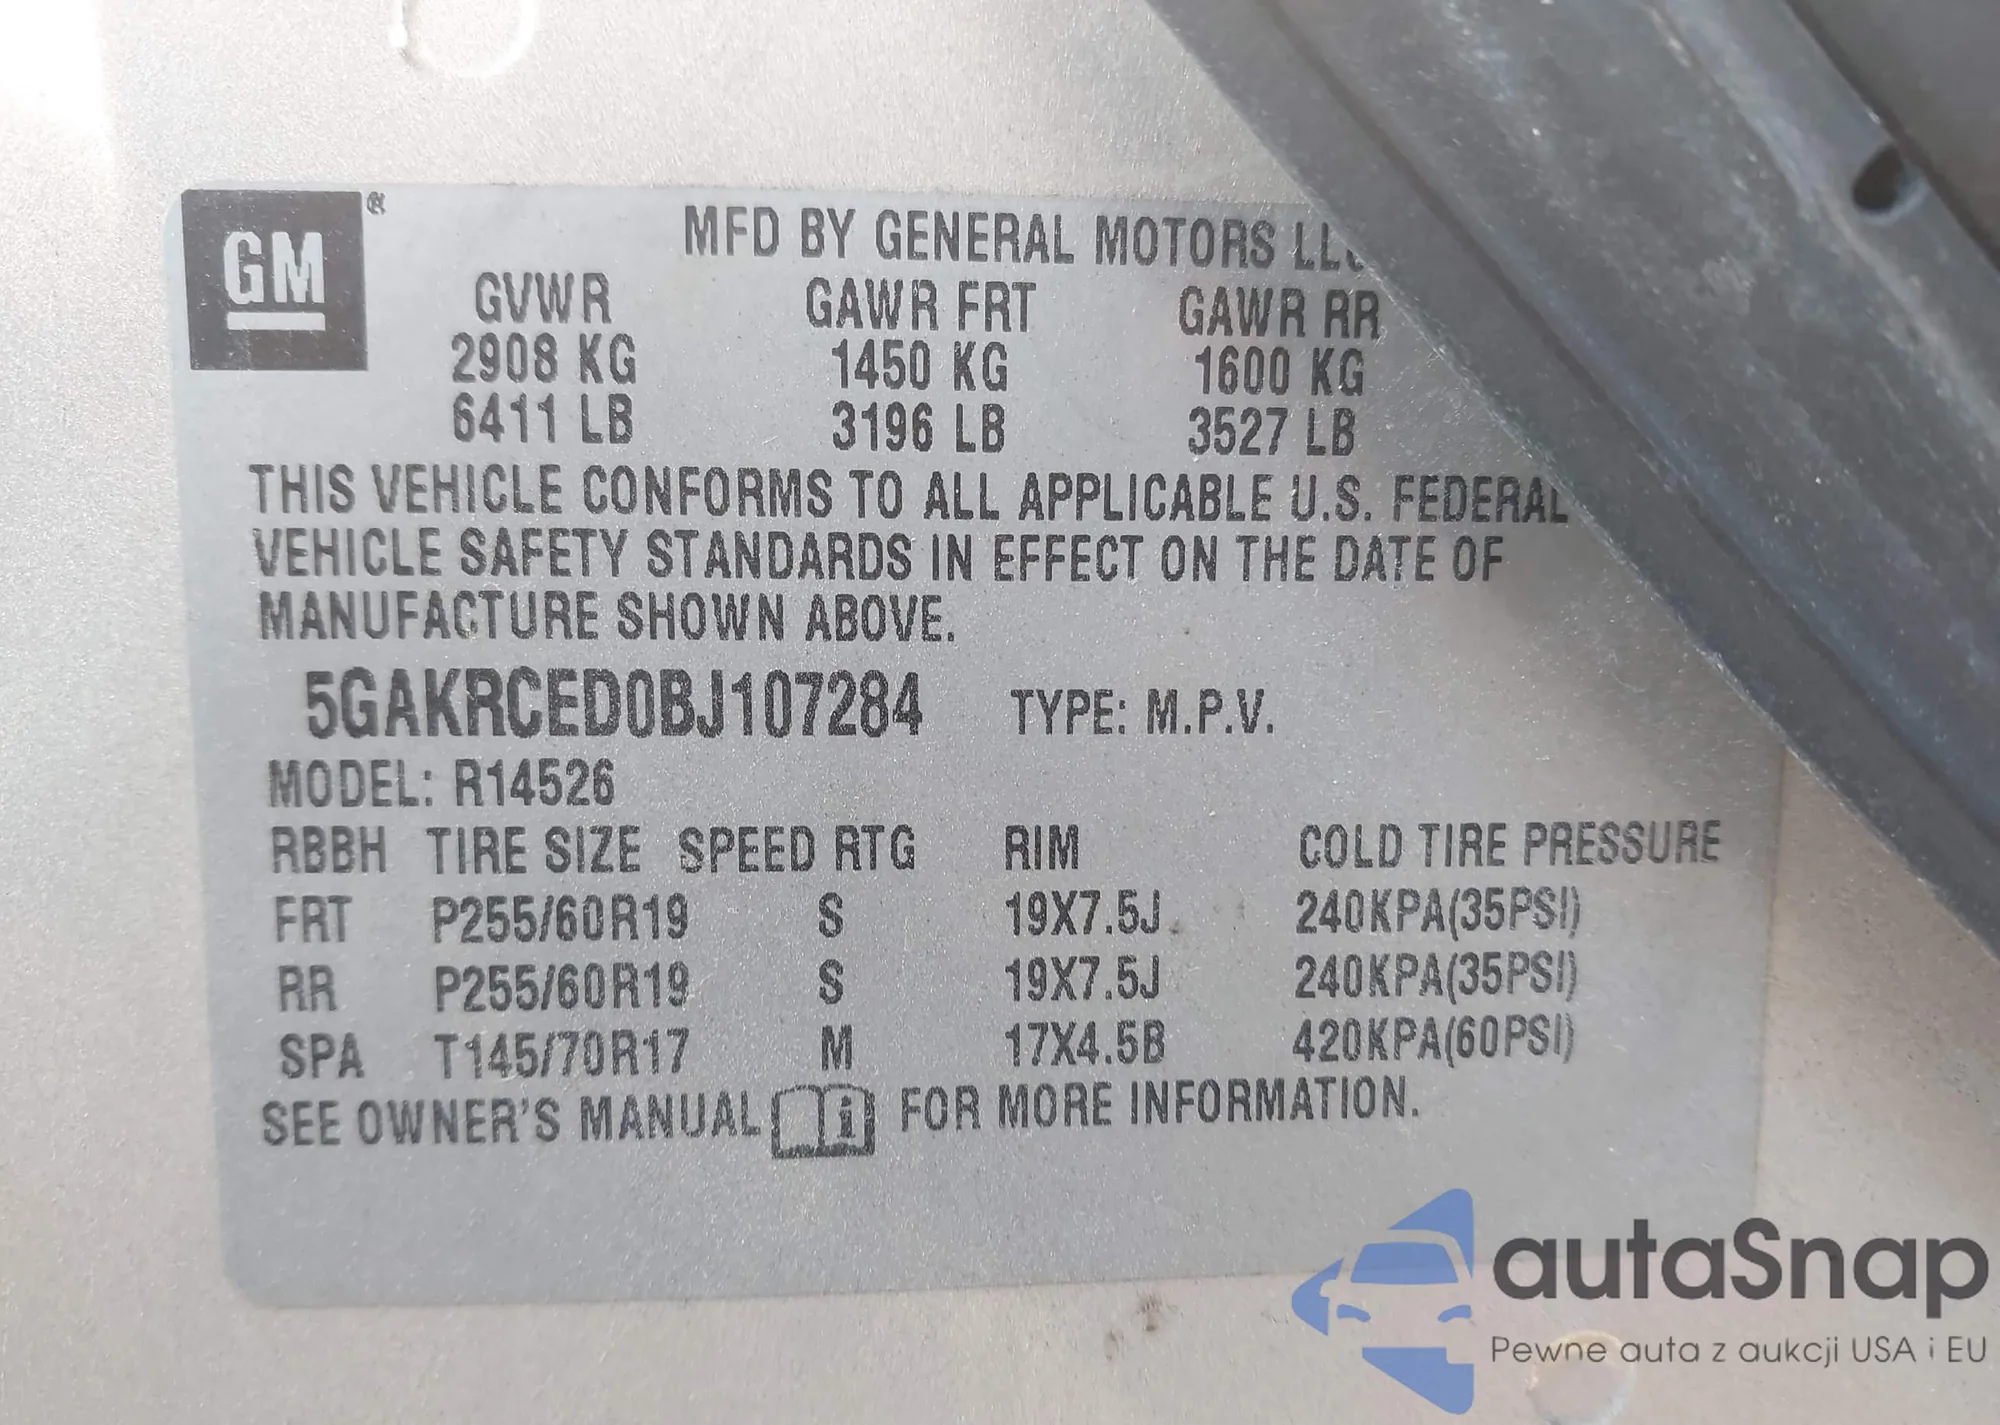 GM ®
MFD BY GENERAL MOTORS
GVWR GAWR FRT GAWR RR
2908 KG 1450 KG 1600 KG
6411 LB 3196 LB 3527 LB
THIS VEHICLE CONFORMS TO ALL APPLICABLE U.S. FEDERAL
VEHICLE SAFETY STANDARDS IN EFFECT ON THE DATE OF
MANUFACTURE SHOWN ABOVE.
5GAKRCED0BJ107284 TYPE: M.P.V.
MODEL: R14526
RBBH TIRE SIZE SPEED RTG RIM COLD TIRE PRESSURE
FRT P255/60R19 S 19X7.5J 240KPA(35PSI)
RR P255/60R19 S 19X7.5J 240KPA(35PSI)
SPA T145/70R17 M 17X4.5B 420KPA(60PSI)
SEE OWNER'S MANUAL i FOR MORE INFORMATION.
autaSnap
Pewne auta z aukcji USA i EU